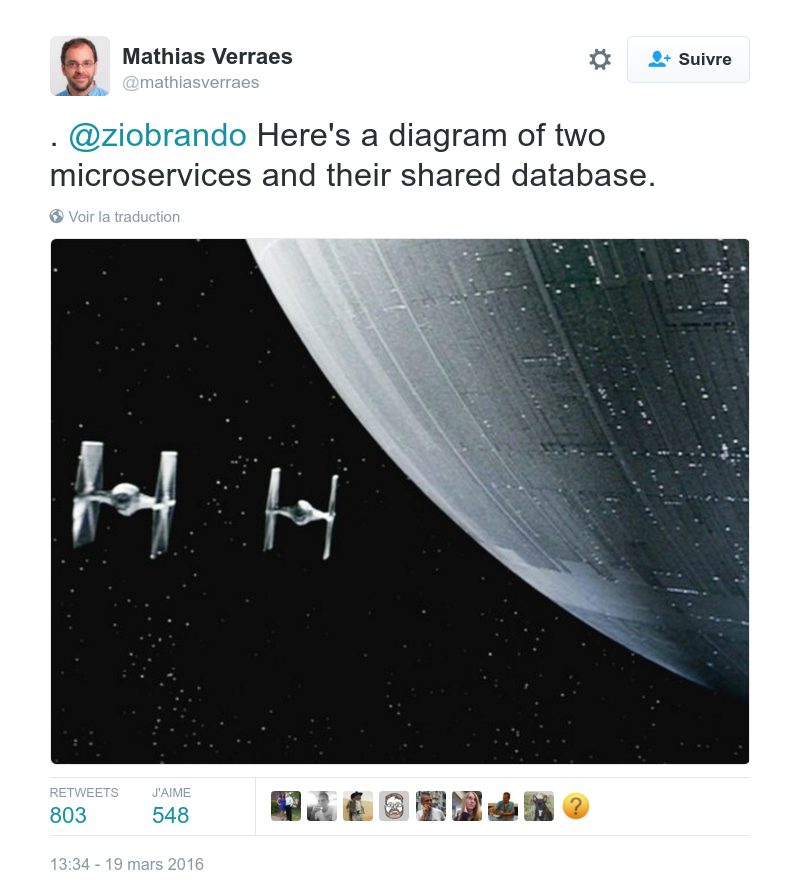 Mathias Verraes
@mathiasverraes
Suivre
. @ziobrando Here's a diagram of two
microservices and their shared database.
Voir la traduction
RETWEETS
J'AIME
803
548
?
13:34 - 19 mars 2016